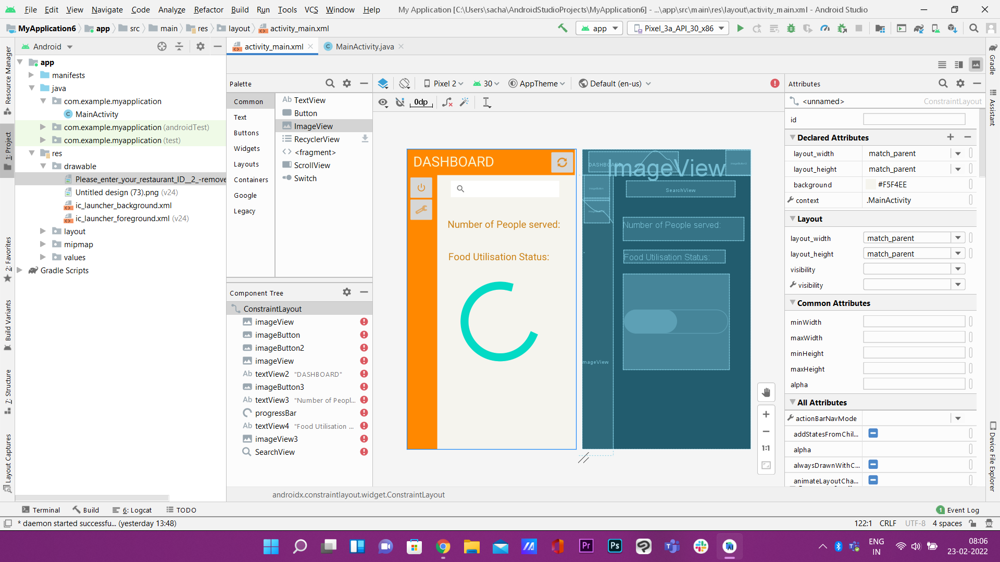 File Edit View Navigate Code Analyze Refactor Build Run Tools VCS Window Help My Application [C:\Users\sacha\AndroidStudioProjects\MyApplication6] - ...\app\src\main\res\layout\activity_main.xml - Android Studio
MyApplication6 app src main res layout activity_main.xml app Pixel_3a_API_30_x86
Android
activity_main.xml MainActivity.java
app
manifests
java
com.example.myapplication
MainActivity
com.example.myapplication (androidTest)
com.example.myapplication (test)
res
drawable
Please_enter_your_restaurant_ID__2_-remove
Untitled design (73).png (v24)
ic_launcher_background.xml
ic_launcher_foreground.xml (v24)
layout
mipmap
values
Gradle Scripts
Resource Manager
1: Project
2: Favorites
Build Variants
7: Structure
Layout Captures
Palette
Common
Text
Buttons
Widgets
Layouts
Containers
Google
Legacy
Ab TextView
Button
ImageView
RecyclerView
<fragment>
ScrollView
Switch
Component Tree
ConstraintLayout
imageView
imageButton
imageButton2
imageView
Ab textView2 "DASHBOARD"
imageButton3
Ab textView3 "Number of Peopl...
progressBar
Ab textView4 "Food Utilisation ...
imageView3
SearchView
Pixel 2 30 AppTheme Default (en-us)
0dp
DASHBOARD
Number of People served:
Food Utilisation Status:
DASHBOARD
ImageView
SearchView
Number of People served:
Food Utilisation Status:
mageView
1:1
androidx.constraintlayout.widget.ConstraintLayout
Attributes
<unnamed> ConstraintLayout
id
Declared Attributes
layout_width match_parent
layout_height match_parent
background #F5F4EE
context .MainActivity
Layout
layout_width match_parent
layout_height match_parent
visibility
visibility
Common Attributes
minWidth
maxWidth
minHeight
maxHeight
alpha
All Attributes
actionBarNavMode
addStatesFromChil...
alpha
alwaysDrawnWithC...
animateLayoutCha...
Gradle
Assistant
Device File Explorer
Terminal Build 6: Logcat TODO 1 Event Log
* daemon started successfu... (yesterday 13:48) 122:1 CRLF UTF-8 4 spaces
Pr Ps
ENG
IN
08:06
23-02-2022